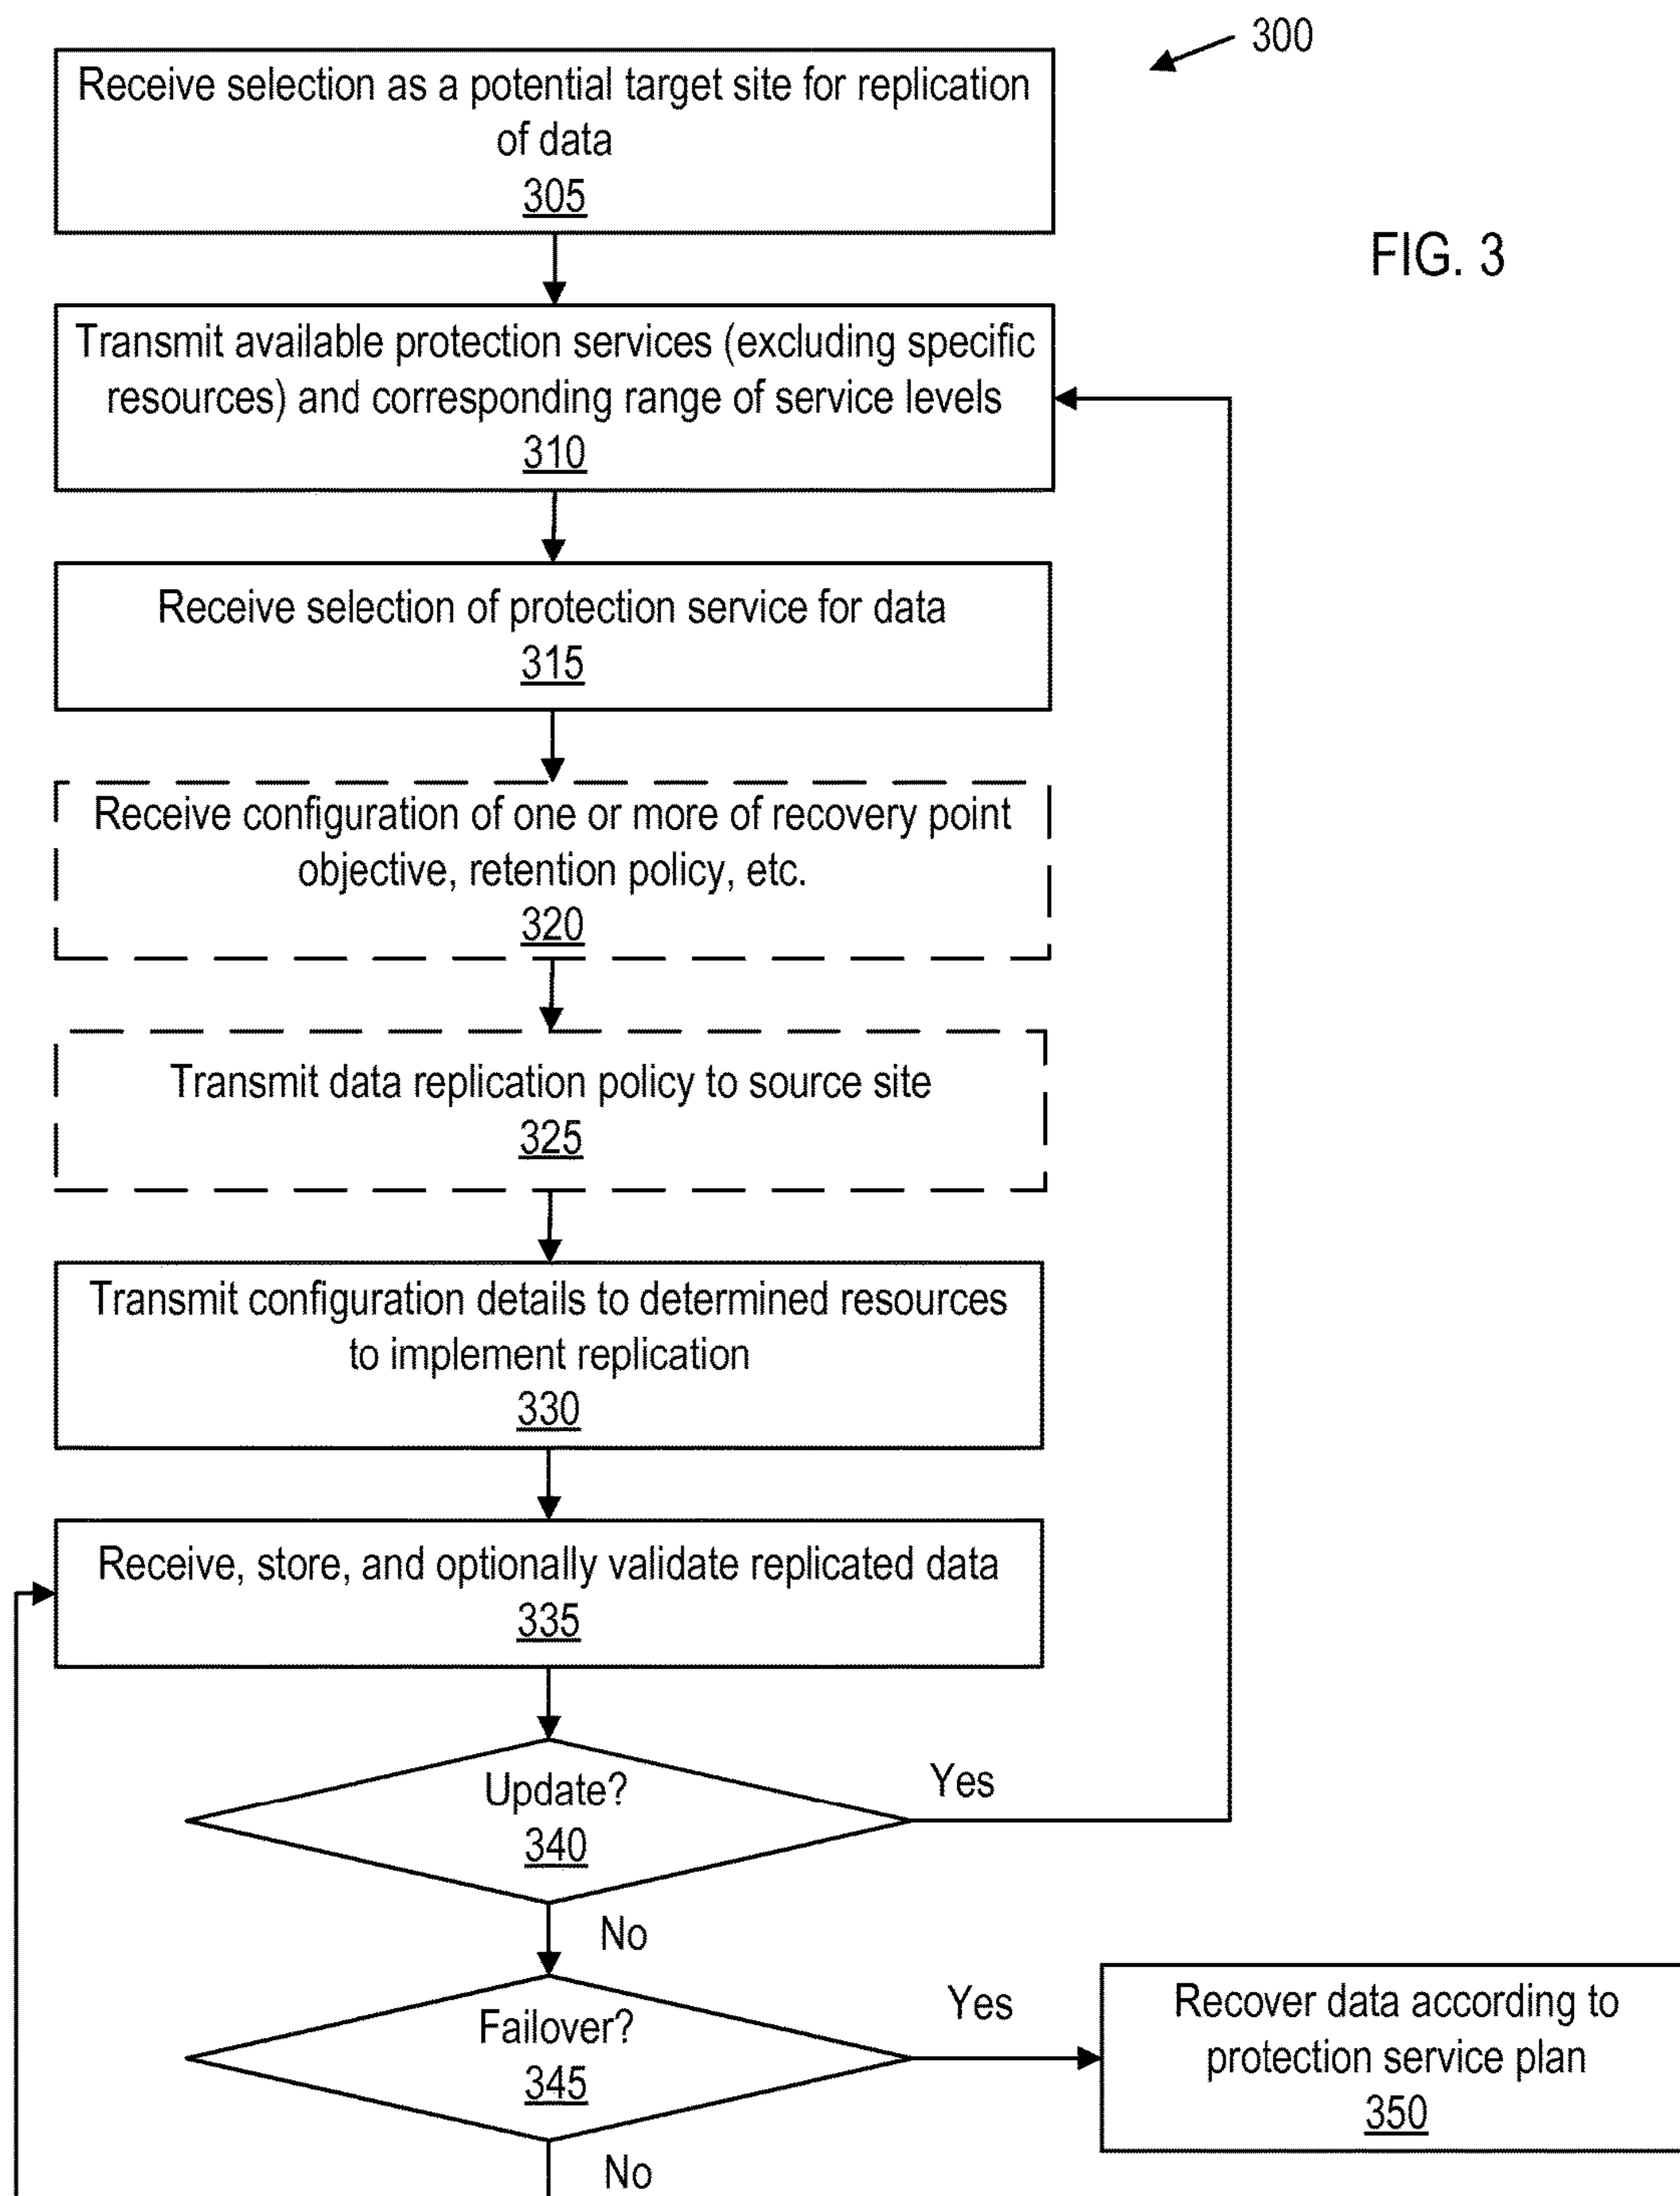 300
Receive selection as a potential target site for replication
of data
305
FIG. 3
Transmit available protection services (excluding specific
resources) and corresponding range of service levels
310
Receive selection of protection service for data
315
Receive configuration of one or more of recovery point
objective, retention policy, etc.
320
Transmit data replication policy to source site
325
Transmit configuration details to determined resources
to implement replication
330
Receive, store, and optionally validate replicated data
335
Update?
340
Yes
No
Failover?
345
Yes
Recover data according to
protection service plan
350
No